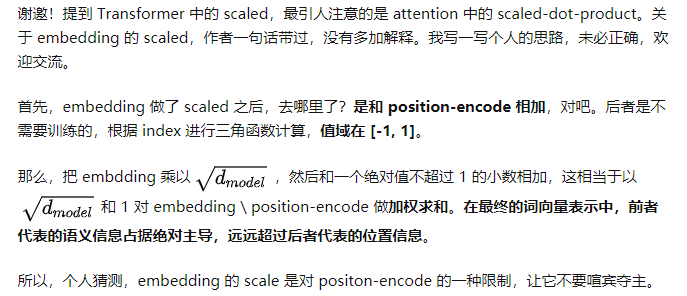 谢邀！提到 Transformer 中的 scaled，最引人注意的是 attention 中的 scaled-dot-product。关
于 embedding 的 scaled，作者一句话带过，没有多加解释。我写一写个人的思路，未必正确，欢
迎交流。
首先，embedding 做了 scaled 之后，去哪里了？是和 position-encode 相加，对吧。后者是不
需要训练的，根据 index 进行三角函数计算，值域在 [-1, 1]。
那么，把 embdding 乘以 √d_model ，然后和一个绝对值不超过 1 的小数相加，这相当于以
√d_model 和 1 对 embedding \ position-encode 做加权求和。在最终的词向量表示中，前者
代表的语义信息占据绝对主导，远远超过后者代表的位置信息。
所以，个人猜测，embedding 的 scale 是对 positon-encode 的一种限制，让它不要喧宾夺主。